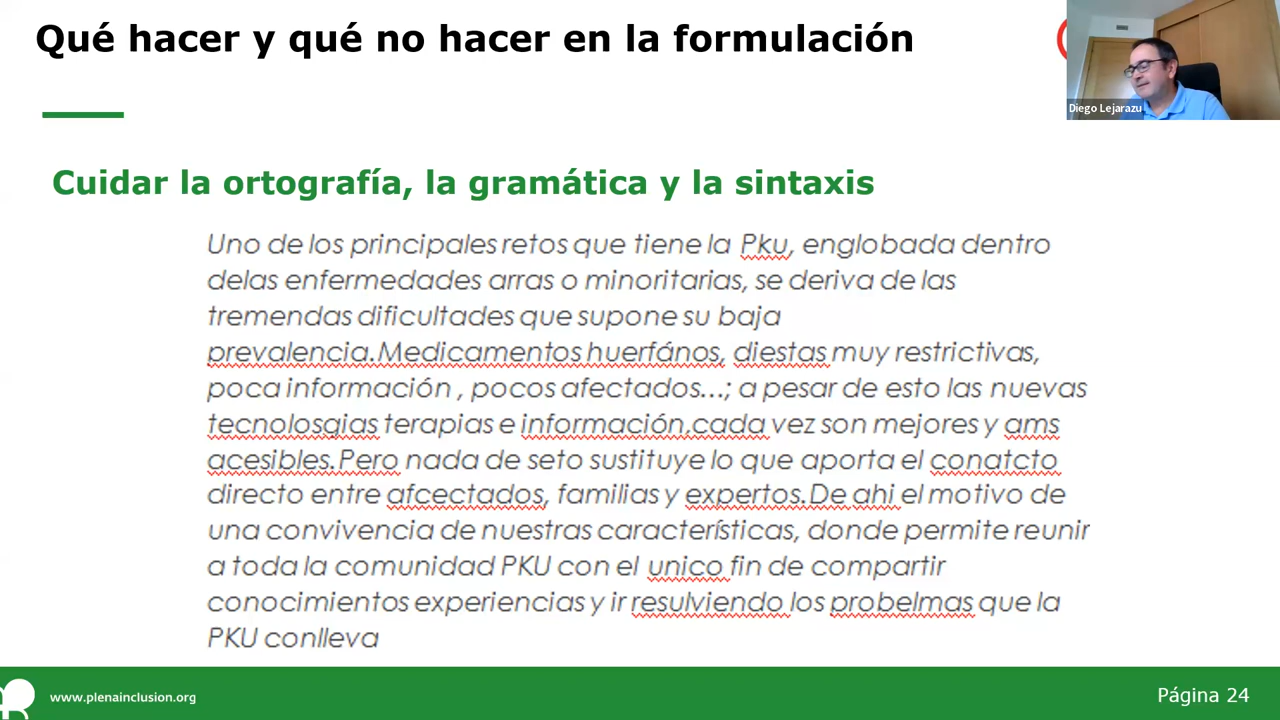 Qué hacer y qué no hacer en la formulación
Diego Lejarazu
Cuidar la ortografía, la gramática y la sintaxis
Uno de los principales retos que tiene la Pku, englobada dentro
delas enfermedades arras o minoritarias, se deriva de las
tremendas dificultades que supone su baja
prevalencia.Medicamentos huerfános, diestas muy restrictivas,
poca información , pocos afectados...; a pesar de esto las nuevas
tecnolosgias terapias e información,cada vez son mejores y ams
acesibles.Pero nada de seto sustituye lo que aporta el conatcto
directo entre afcectados, familias y expertos.De ahi el motivo de
una convivencia de nuestras características, donde permite reunir
a toda la comunidad PKU con el unico fin de compartir
conocimientos experiencias y ir resulviendo los probelmas que la
PKU conlleva
www.plenainclusion.org
Página 24